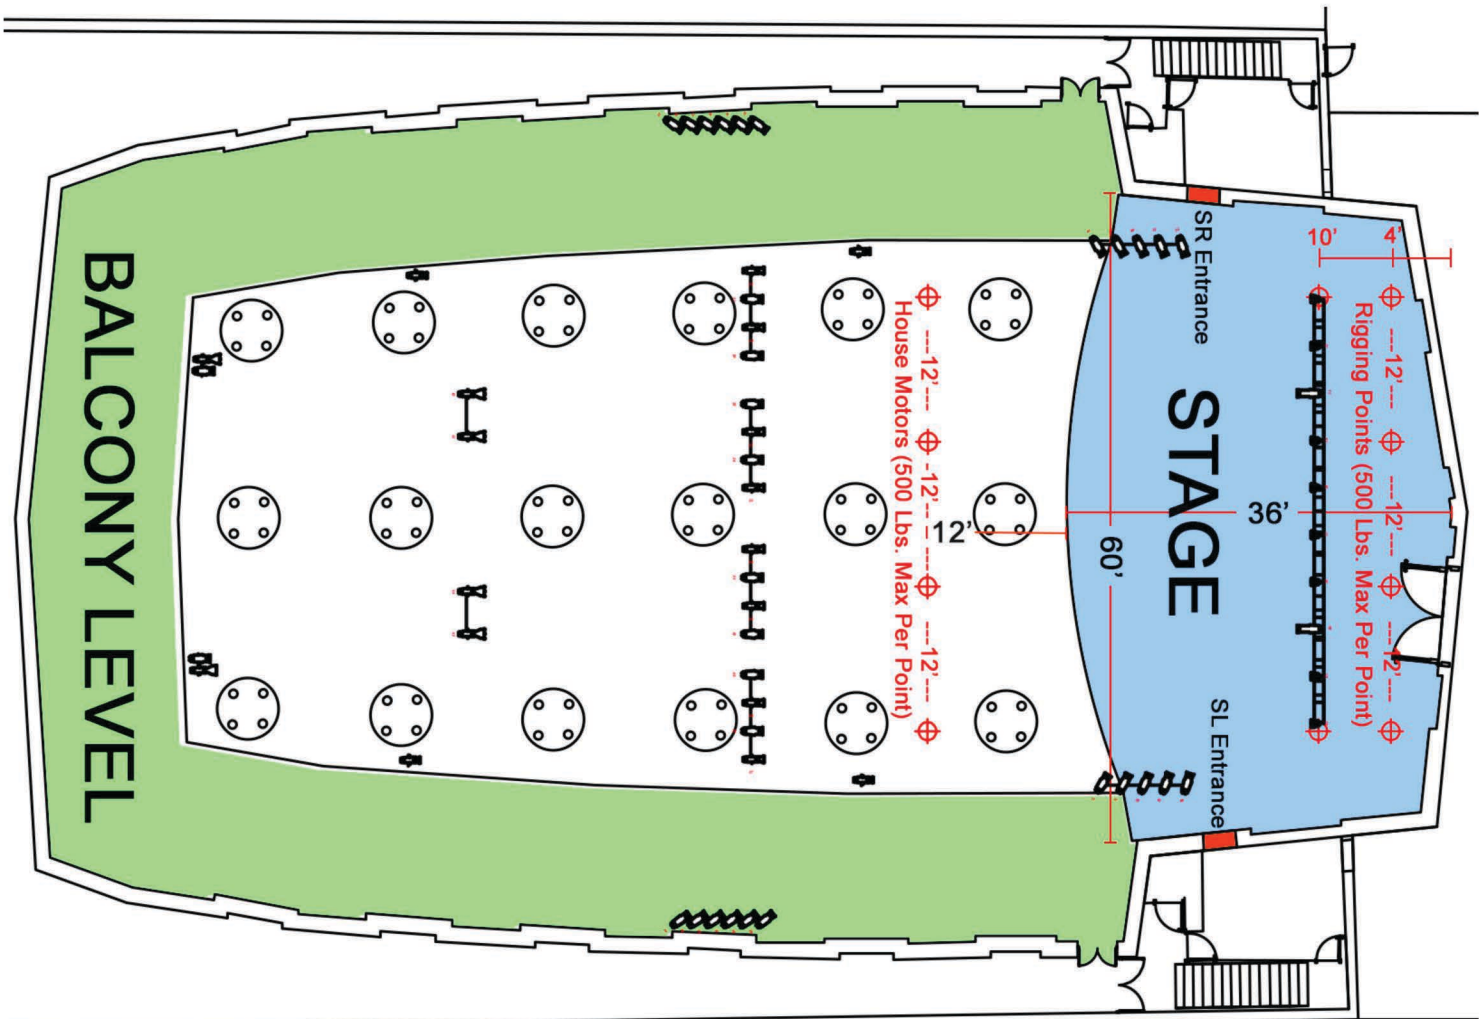 BALCONY LEVEL
House Motors (500 Lbs. Max Per Point)
---12'---
-12'---
---12'---
12'
60'
SR Entrance
STAGE
SL Entrance
36'
10'
4'
Rigging Points (500 Lbs. Max Per Point)
---12'---
---12'---
---12'---